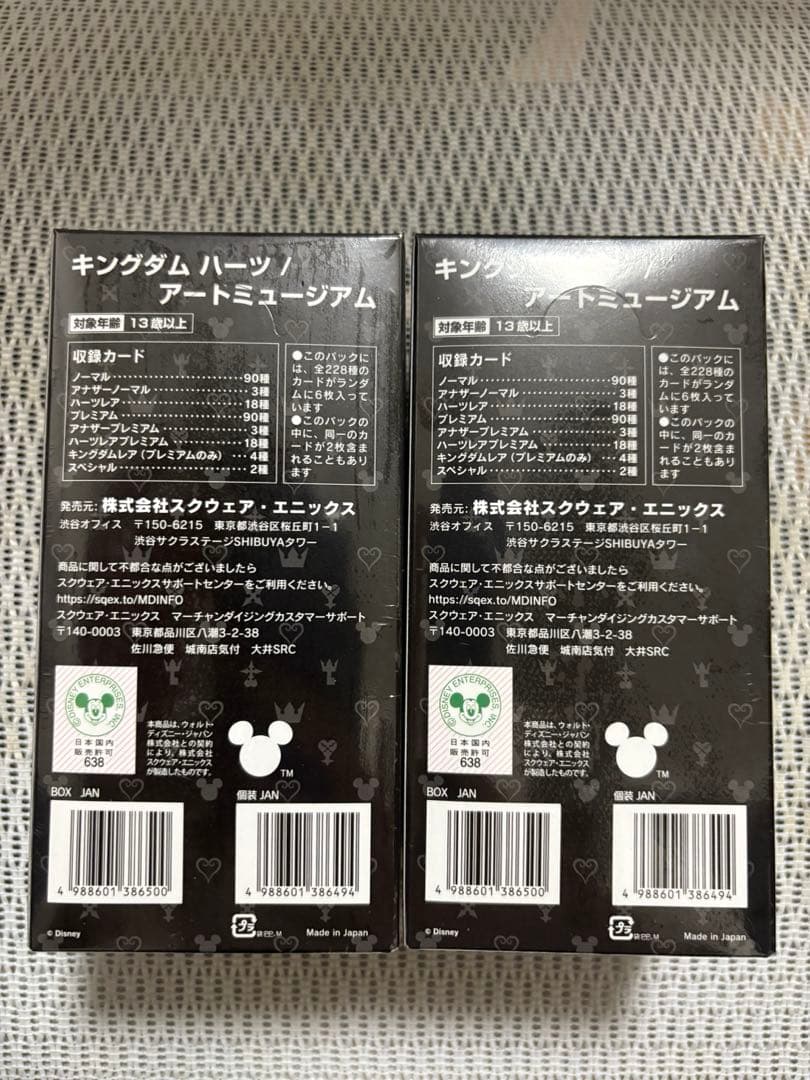 キングダム ハーツ /
アートミュージアム
対象年齢 13歳以上
収録カード
ノーマル……90種
アナザーノーマル……3種
ハーツレア……18種
プレミアム……90種
アナザープレミアム……3種
ハーツレアプレミアム……18種
キングダムレア(プレミアムのみ)…4種
スペシャル……2種
●このパックに
は、全228種の
カードがランダ
ムに6枚入って
います
●このパックの
中に、同一のカ
ードが2枚含ま
れることもあり
ます
発売元: 株式会社スクウェア・エニックス
渋谷オフィス 〒150-6215 東京都渋谷区桜丘町1-1
渋谷サクラステージSHIBUYAタワー
商品に関して不都合な点がございましたら
スクウェア・エニックスサポートセンターをご利用ください。
https://sqex.to/MDINFO
スクウェア・エニックス マーチャンダイジングカスタマーサポート
〒140-0003 東京都品川区八潮3-2-38
佐川急便 城南店気付 大井SRC
©DISNEY ENTERPRISES, INC.
日本国内
販売許可
638
本商品は、ウォルト・
ディズニー・ジャパン
株式会社との契約
により、株式会社
スクウェア・エニックス
が製造したものです。
TM
BOX JAN
4 988601 386500
個装 JAN
4 988601 386494
© Disney
プラ
袋:PP、M
Made in Japan
キング /
アートミュージアム
対象年齢 13歳以上
収録カード
ノーマル……90種
アナザーノーマル……3種
ハーツレア……18種
プレミアム……90種
アナザープレミアム……3種
ハーツレアプレミアム……18種
キングダムレア(プレミアムのみ)…4種
スペシャル……2種
●このパックに
は、全228種の
カードがランダ
ムに6枚入って
います
●このパックの
中に、同一のカ
ードが2枚含ま
れることもあり
ます
発売元: 株式会社スクウェア・エニックス
渋谷オフィス 〒150-6215 東京都渋谷区桜丘町1-1
渋谷サクラステージSHIBUYAタワー
商品に関して不都合な点がございましたら
スクウェア・エニックスサポートセンターをご利用ください。
https://sqex.to/MDINFO
スクウェア・エニックス マーチャンダイジングカスタマーサポート
〒140-0003 東京都品川区八潮3-2-38
佐川急便 城南店気付 大井SRC
©DISNEY ENTERPRISES, INC.
日本国内
販売許可
638
本商品は、ウォルト・
ディズニー・ジャパン
株式会社との契約
により、株式会社
スクウェア・エニックス
が製造したものです。
TM
BOX JAN
4 988601 386500
個装 JAN
4 988601 386494
© Disney
プラ
袋:PP、M
Made in Japan